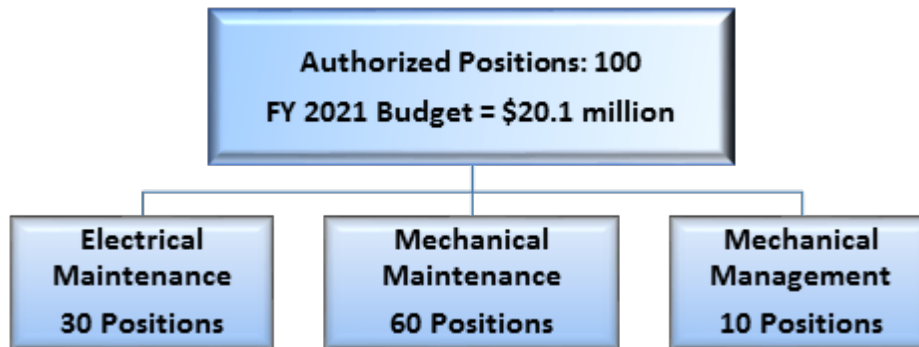 Authorized Positions: 100
FY 2021 Budget = $20.1 million
Electrical
Maintenance
30 Positions
Mechanical
Maintenance
60 Positions
Mechanical
Management
10 Positions